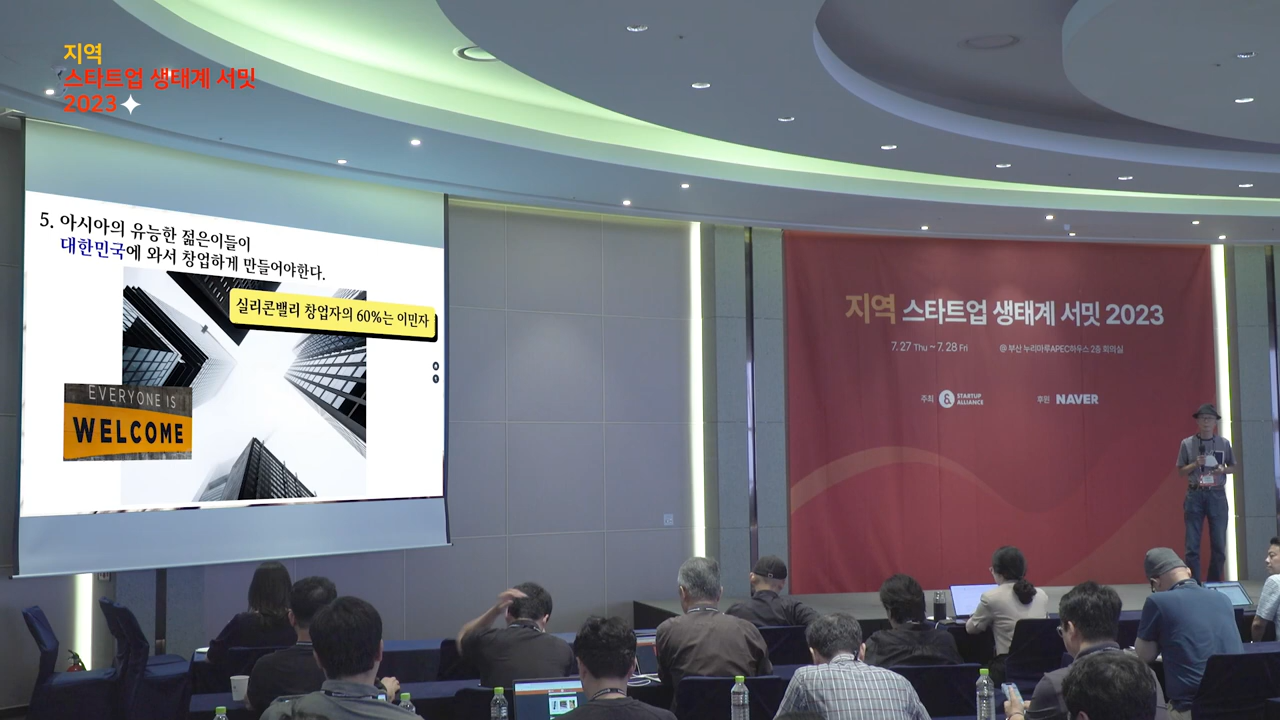 지역
스타트업 생태계 서밋
2023
5. 아시아의 유능한 젊은이들이
대한민국에 와서 창업하게 만들어야한다.
실리콘밸리 창업자의 60%는 이민자
EVERYONE IS
WELCOME
지역 스타트업 생태계 서밋 2023
7.27 Thu ~ 7.28 Fri @ 부산 누리마루APEC하우스 2층 회의실
주최 & STARTUP ALLIANCE 후원 NAVER